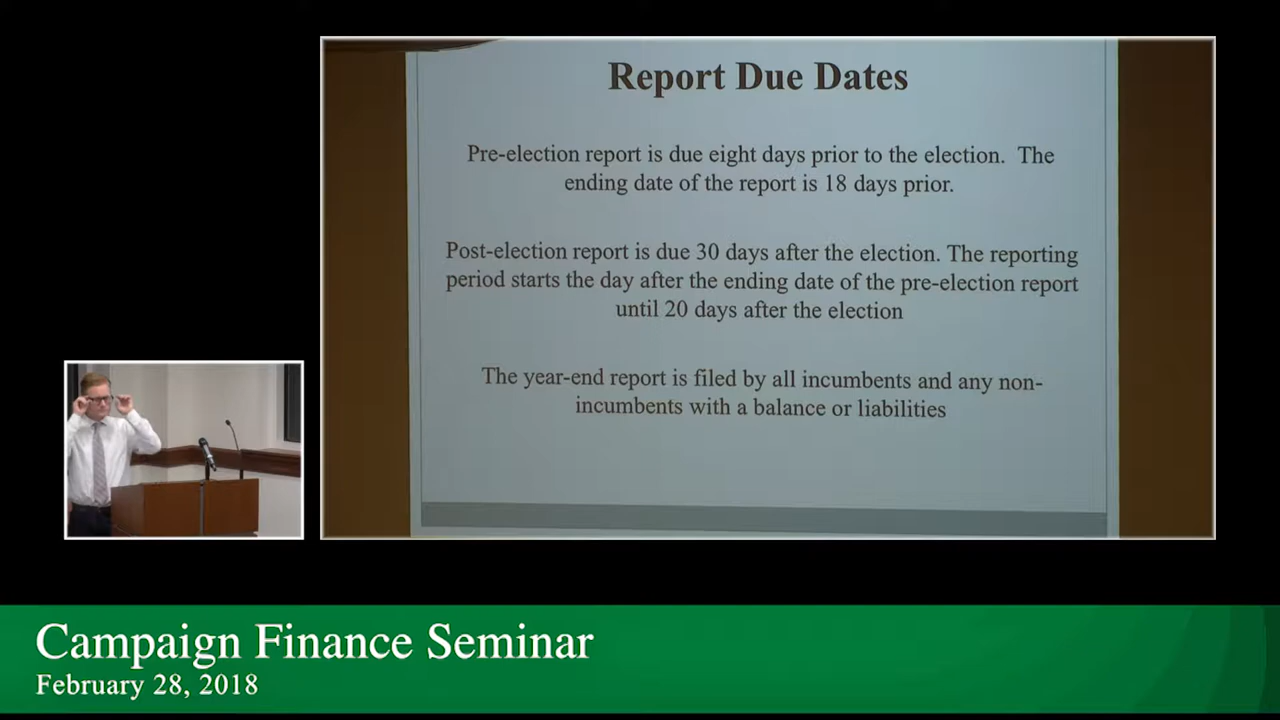 Report Due Dates
Pre-election report is due eight days prior to the election. The
ending date of the report is 18 days prior.
Post-election report is due 30 days after the election. The reporting
period starts the day after the ending date of the pre-election report
until 20 days after the election
The year-end report is filed by all incumbents and any non-
incumbents with a balance or liabilities
Campaign Finance Seminar
February 28, 2018